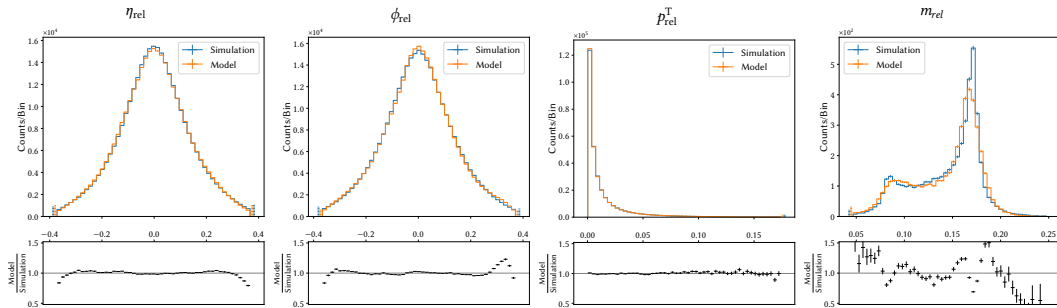 η_rel
ϕ_rel
p^T_rel
m_rel
×10⁴
×10⁴
×10⁵
×10²
Simulation
Model
Simulation
Model
Simulation
Model
Simulation
Model
Counts/Bin
1.6
1.4
1.2
1.0
0.8
0.6
0.4
0.2
0.0
Counts/Bin
1.6
1.4
1.2
1.0
0.8
0.6
0.4
0.2
0.0
Counts/Bin
1.2
1.0
0.8
0.6
0.4
0.2
0.0
Counts/Bin
5
4
3
2
1
0
−0.4 −0.2 0.0 0.2 0.4
−0.4 −0.2 0.0 0.2 0.4
0.00 0.05 0.10 0.15
0.05 0.10 0.15 0.20 0.25
Model
Simulation
1.5
1.0
0.5
Model
Simulation
1.5
1.0
0.5
Model
Simulation
1.5
1.0
0.5
Model
Simulation
1.5
1.0
0.5